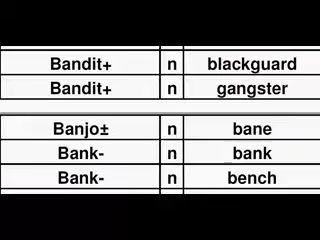 Bandit+ n blackguard
Bandit+ n gangster
Banjo± n bane
Bank- n bank
Bank- n bench